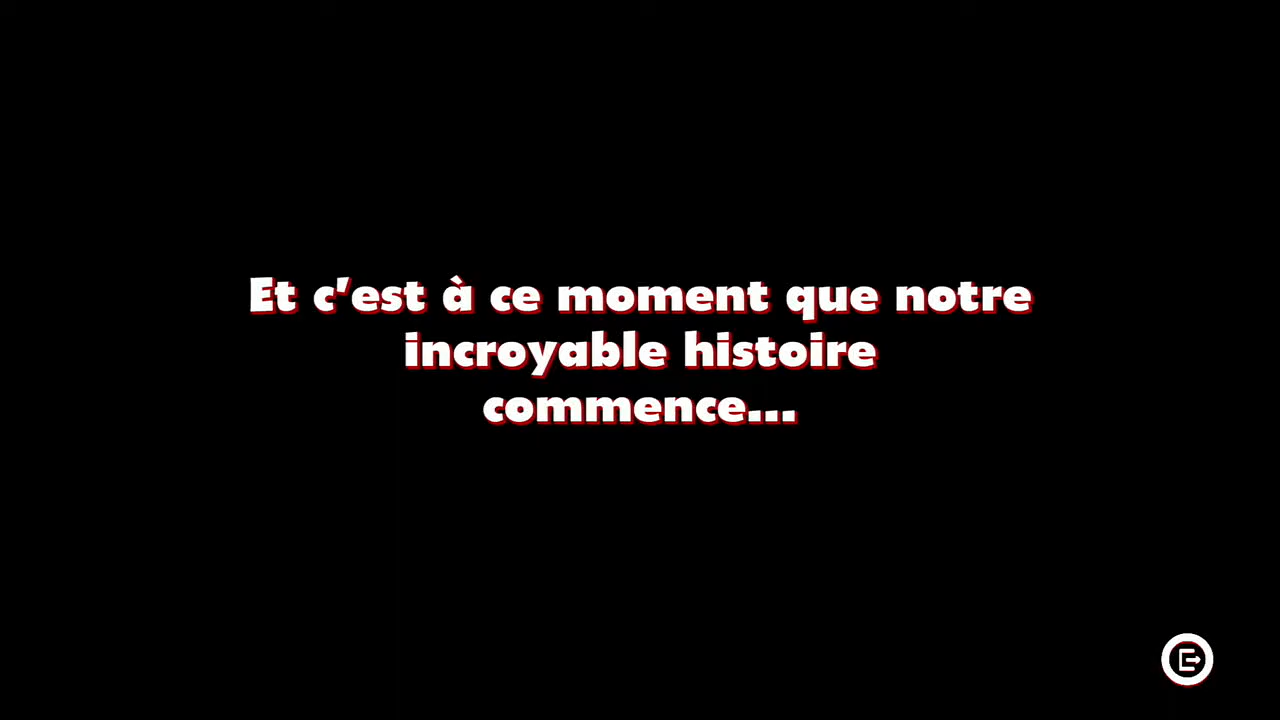 Et c’est à ce moment que notre
incroyable histoire
commence...